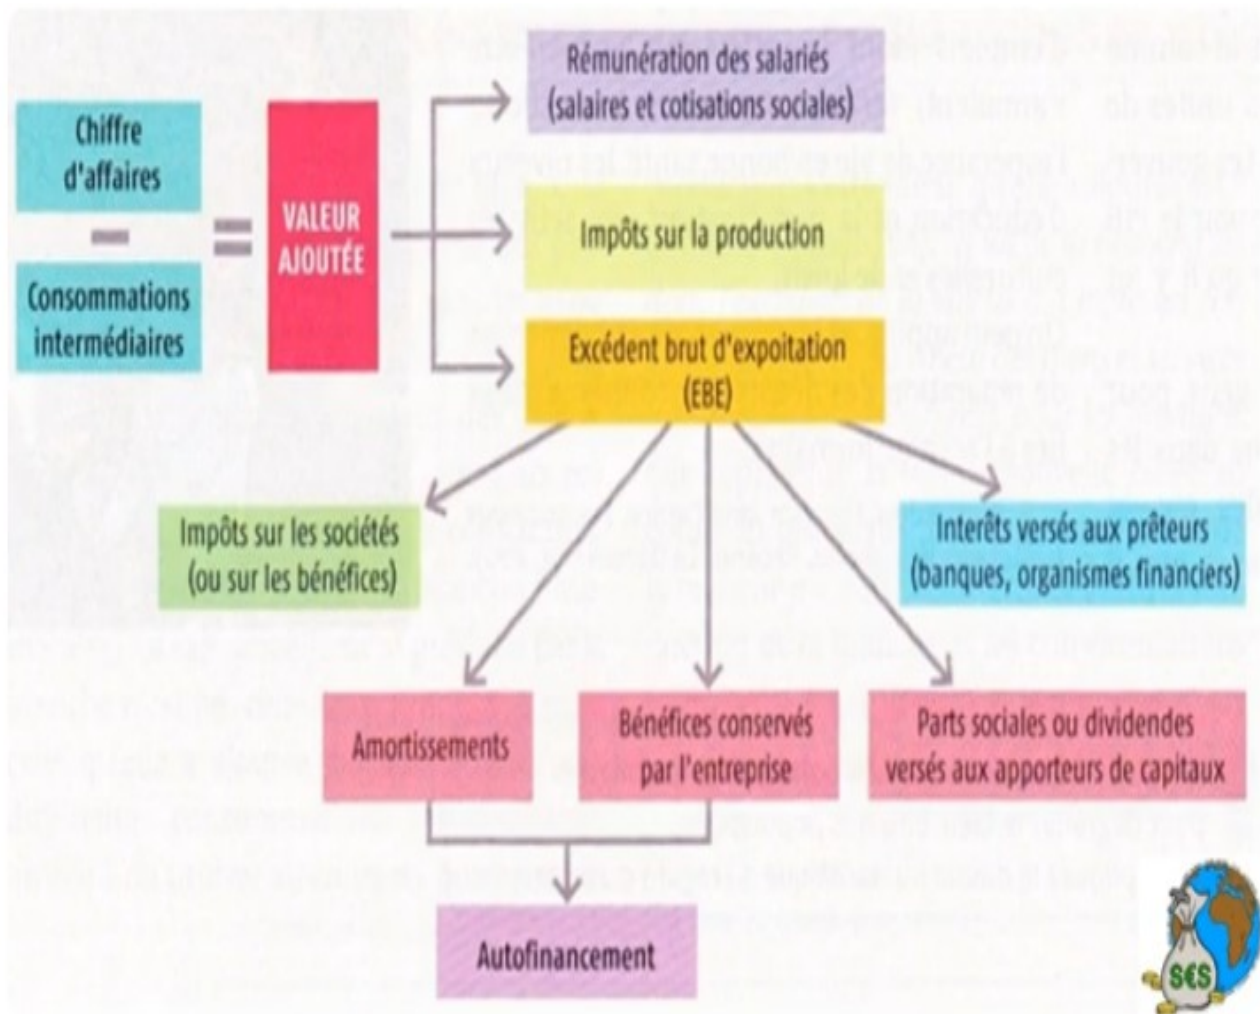 Chiffre
d'affaires
-
Consommations
intermédiaires
=
VALEUR
AJOUTÉE
Rémunération des salariés
(salaires et cotisations sociales)
Impôts sur la production
Excédent brut d'expoitation
(EBE)
Impôts sur les sociétés
(ou sur les bénéfices)
Interêts versés aux prêteurs
(banques, organismes financiers)
Amortissements
Bénéfices conservés
par l'entreprise
Parts sociales ou dividendes
versés aux apporteurs de capitaux
Autofinancement
S€S